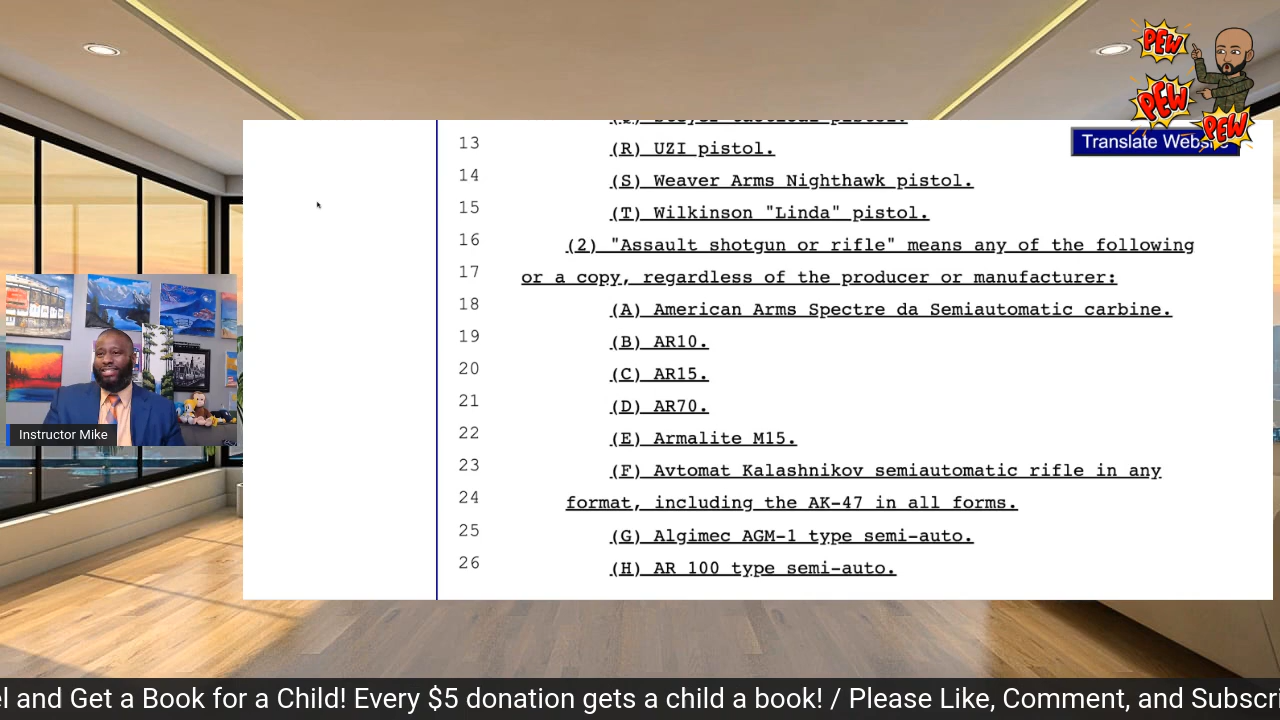 PEW
PEW
PEW
Translate
13 (R) UZI pistol.
14 (S) Weaver Arms Nighthawk pistol.
15 (T) Wilkinson "Linda" pistol.
16 (2) "Assault shotgun or rifle" means any of the following
17 or a copy, regardless of the producer or manufacturer:
18 (A) American Arms Spectre da Semiautomatic carbine.
19 (B) AR10.
20 (C) AR15.
21 (D) AR70.
22 (E) Armalite M15.
23 (F) Avtomat Kalashnikov semiautomatic rifle in any
24 format, including the AK-47 in all forms.
25 (G) Algimec AGM-1 type semi-auto.
26 (H) AR 100 type semi-auto.
Instructor Mike
and Get a Book for a Child! Every $5 donation gets a child a book! / Please Like, Comment, and